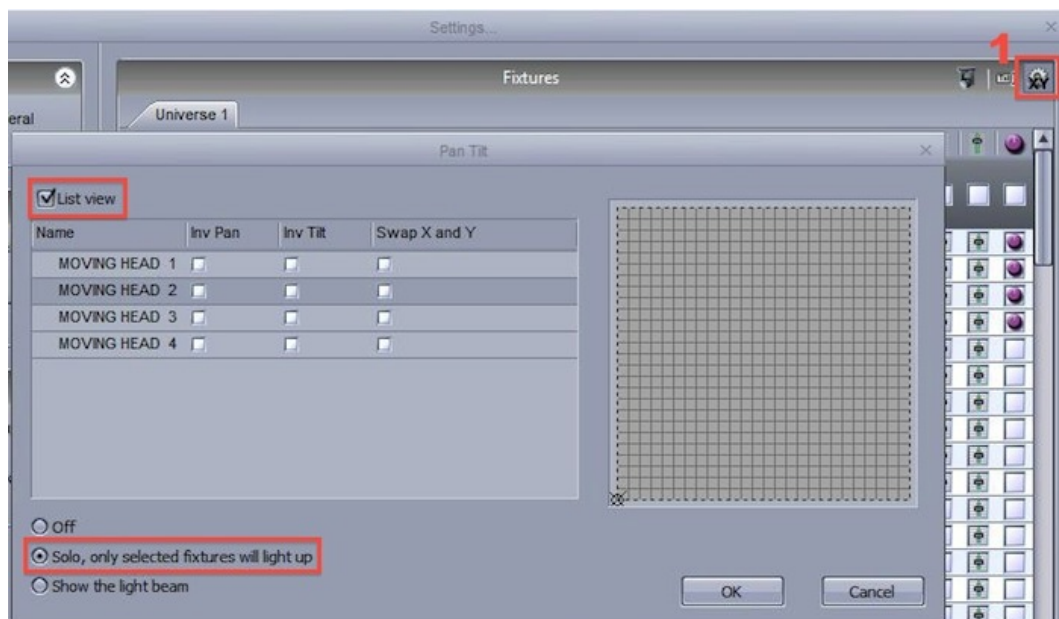 Settings...
1
Fixtures
XY
eral
Universe 1
Pan Tilt
List view
Name Inv Pan Inv Tilt Swap X and Y
MOVING HEAD 1
MOVING HEAD 2
MOVING HEAD 3
MOVING HEAD 4
Off
Solo, only selected fixtures will light up
Show the light beam
OK Cancel